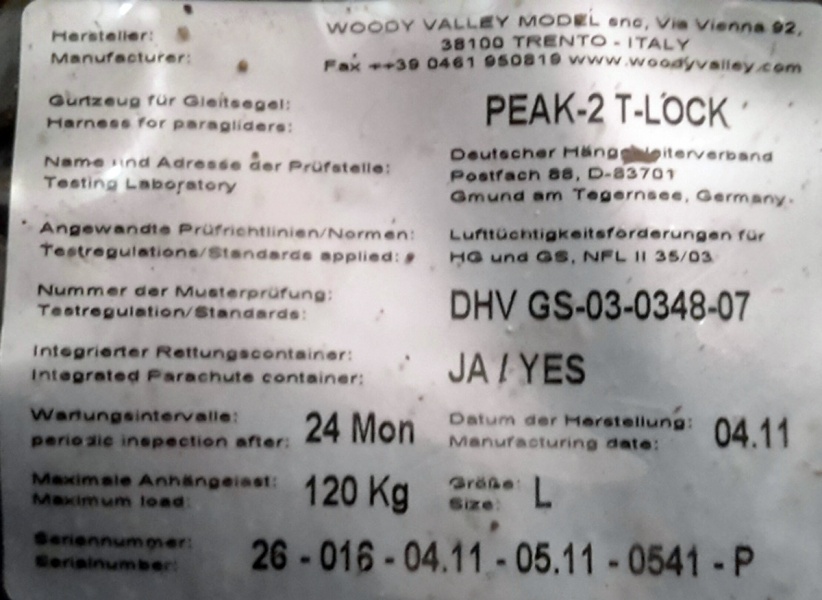 Hersteller:
Manufacturer:
WOODY VALLEY MODEL snc, Via Vienna 92,
38100 TRENTO - ITALY
Fax ++39 0461 950819 www.woodyvalley.com
Gurtzeug für Gleitsegel:
Harness for paragliders:
PEAK-2 T-LOCK
Name und Adresse der Prüfstelle:
Testing Laboratory
Deutscher Hängegleiterverband
Postfach 88, D-83701
Gmund am Tegernsee, Germany.
Angewandte Prüfrichtlinien/Normen:
Testregulations/Standards applied:
Lufttüchtigkeitsforderungen für
HG und GS, NFL II 35/03
Nummer der Musterprüfung:
Testregulation/Standards:
DHV GS-03-0348-07
Integrierter Rettungscontainer:
Integrated Parachute container:
JA / YES
Wartungsintervalle:
periodic inspection after:
24 Mon
Datum der Herstellung:
Manufacturing date:
04.11
Maximale Anhängelast:
Maximum load:
120 Kg
Größe:
Size:
L
Seriennummer:
Serialnumber:
26 - 016 - 04.11 - 05.11 - 0541 - P